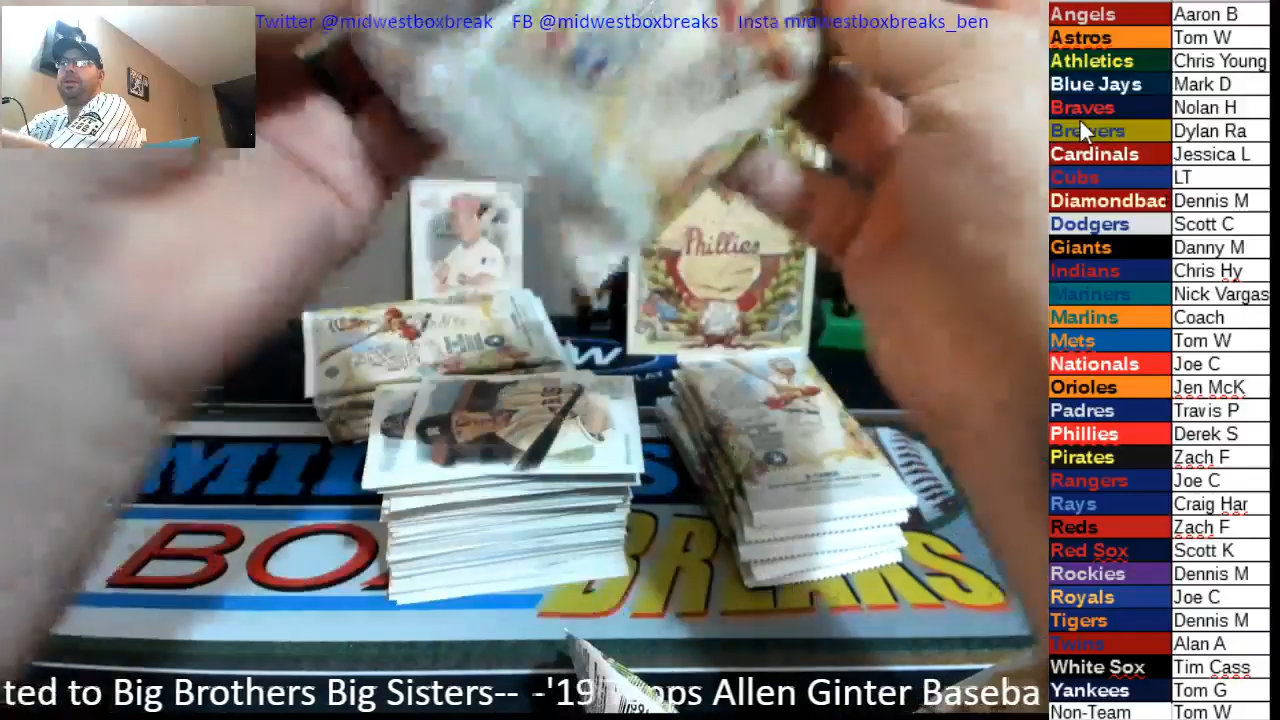 Twitter @midwestboxbreak FB @midwestboxbreaks Insta midwestboxbreaks_ben
Angels Aaron B
Astros Tom W
Athletics Chris Young
Blue Jays Mark D
Braves Nolan H
Brewers Dylan Ra
Cardinals Jessica L
Cubs LT
Diamondbac Dennis M
Dodgers Scott C
Giants Danny M
Indians Chris Hy
Mariners Nick Vargas
Marlins Coach
Mets Tom W
Nationals Joe C
Orioles Jen McK
Padres Travis P
Phillies Derek S
Pirates Zach F
Rangers Joe C
Rays Craig Har
Reds Zach F
Red Sox Scott K
Rockies Dennis M
Royals Joe C
Tigers Dennis M
Twins Alan A
White Sox Tim Cass
Yankees Tom G
Non-Team Tom W
Phillies
BOX
ted to Big Brothers Big Sisters-- -'19 Topps Allen Ginter Baseba